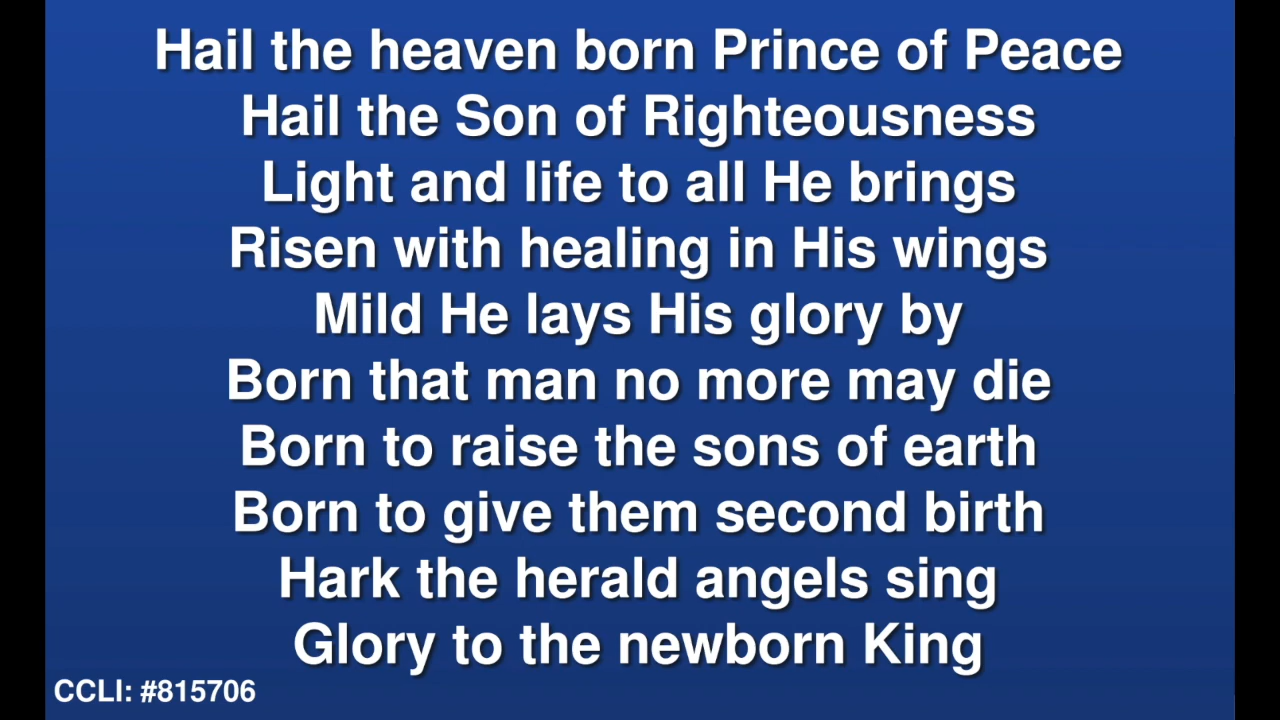 Hail the heaven born Prince of Peace
Hail the Son of Righteousness
Light and life to all He brings
Risen with healing in His wings
Mild He lays His glory by
Born that man no more may die
Born to raise the sons of earth
Born to give them second birth
Hark the herald angels sing
Glory to the newborn King
CCLI: #815706